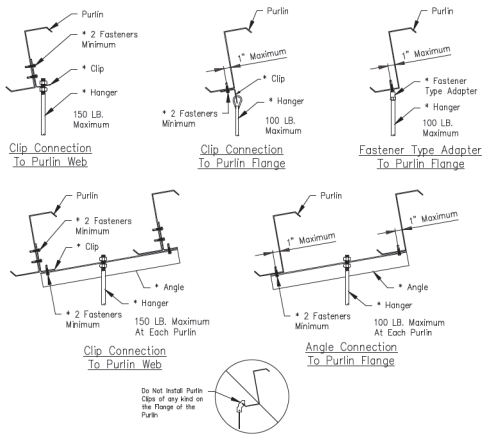 Purlin
* 2 Fasteners
Minimum
* Clip
* Hanger
150 LB.
Maximum
Clip Connection
To Purlin Web
Purlin
1" Maximum
* Clip
* Hanger
* 2 Fasteners
Minimum
100 LB.
Maximum
Clip Connection
To Purlin Flange
Purlin
1" Maximum
* Fastener
Type Adapter
* Hanger
100 LB.
Maximum
Fastener Type Adapter
To Purlin Flange
Purlin
* 2 Fasteners
Minimum
* Clip
* Angle
* Hanger
* 2 Fasteners
Minimum
150 LB. Maximum
At Each Purlin
Clip Connection
To Purlin Web
Purlin
1" Maximum
1" Maximum
* Angle
* Hanger
* 2 Fasteners
Minimum
100 LB. Maximum
At Each Purlin
Angle Connection
To Purlin Flange
Do Not Install Purlin
Clips of any kind on
the Flange of the
Purlin